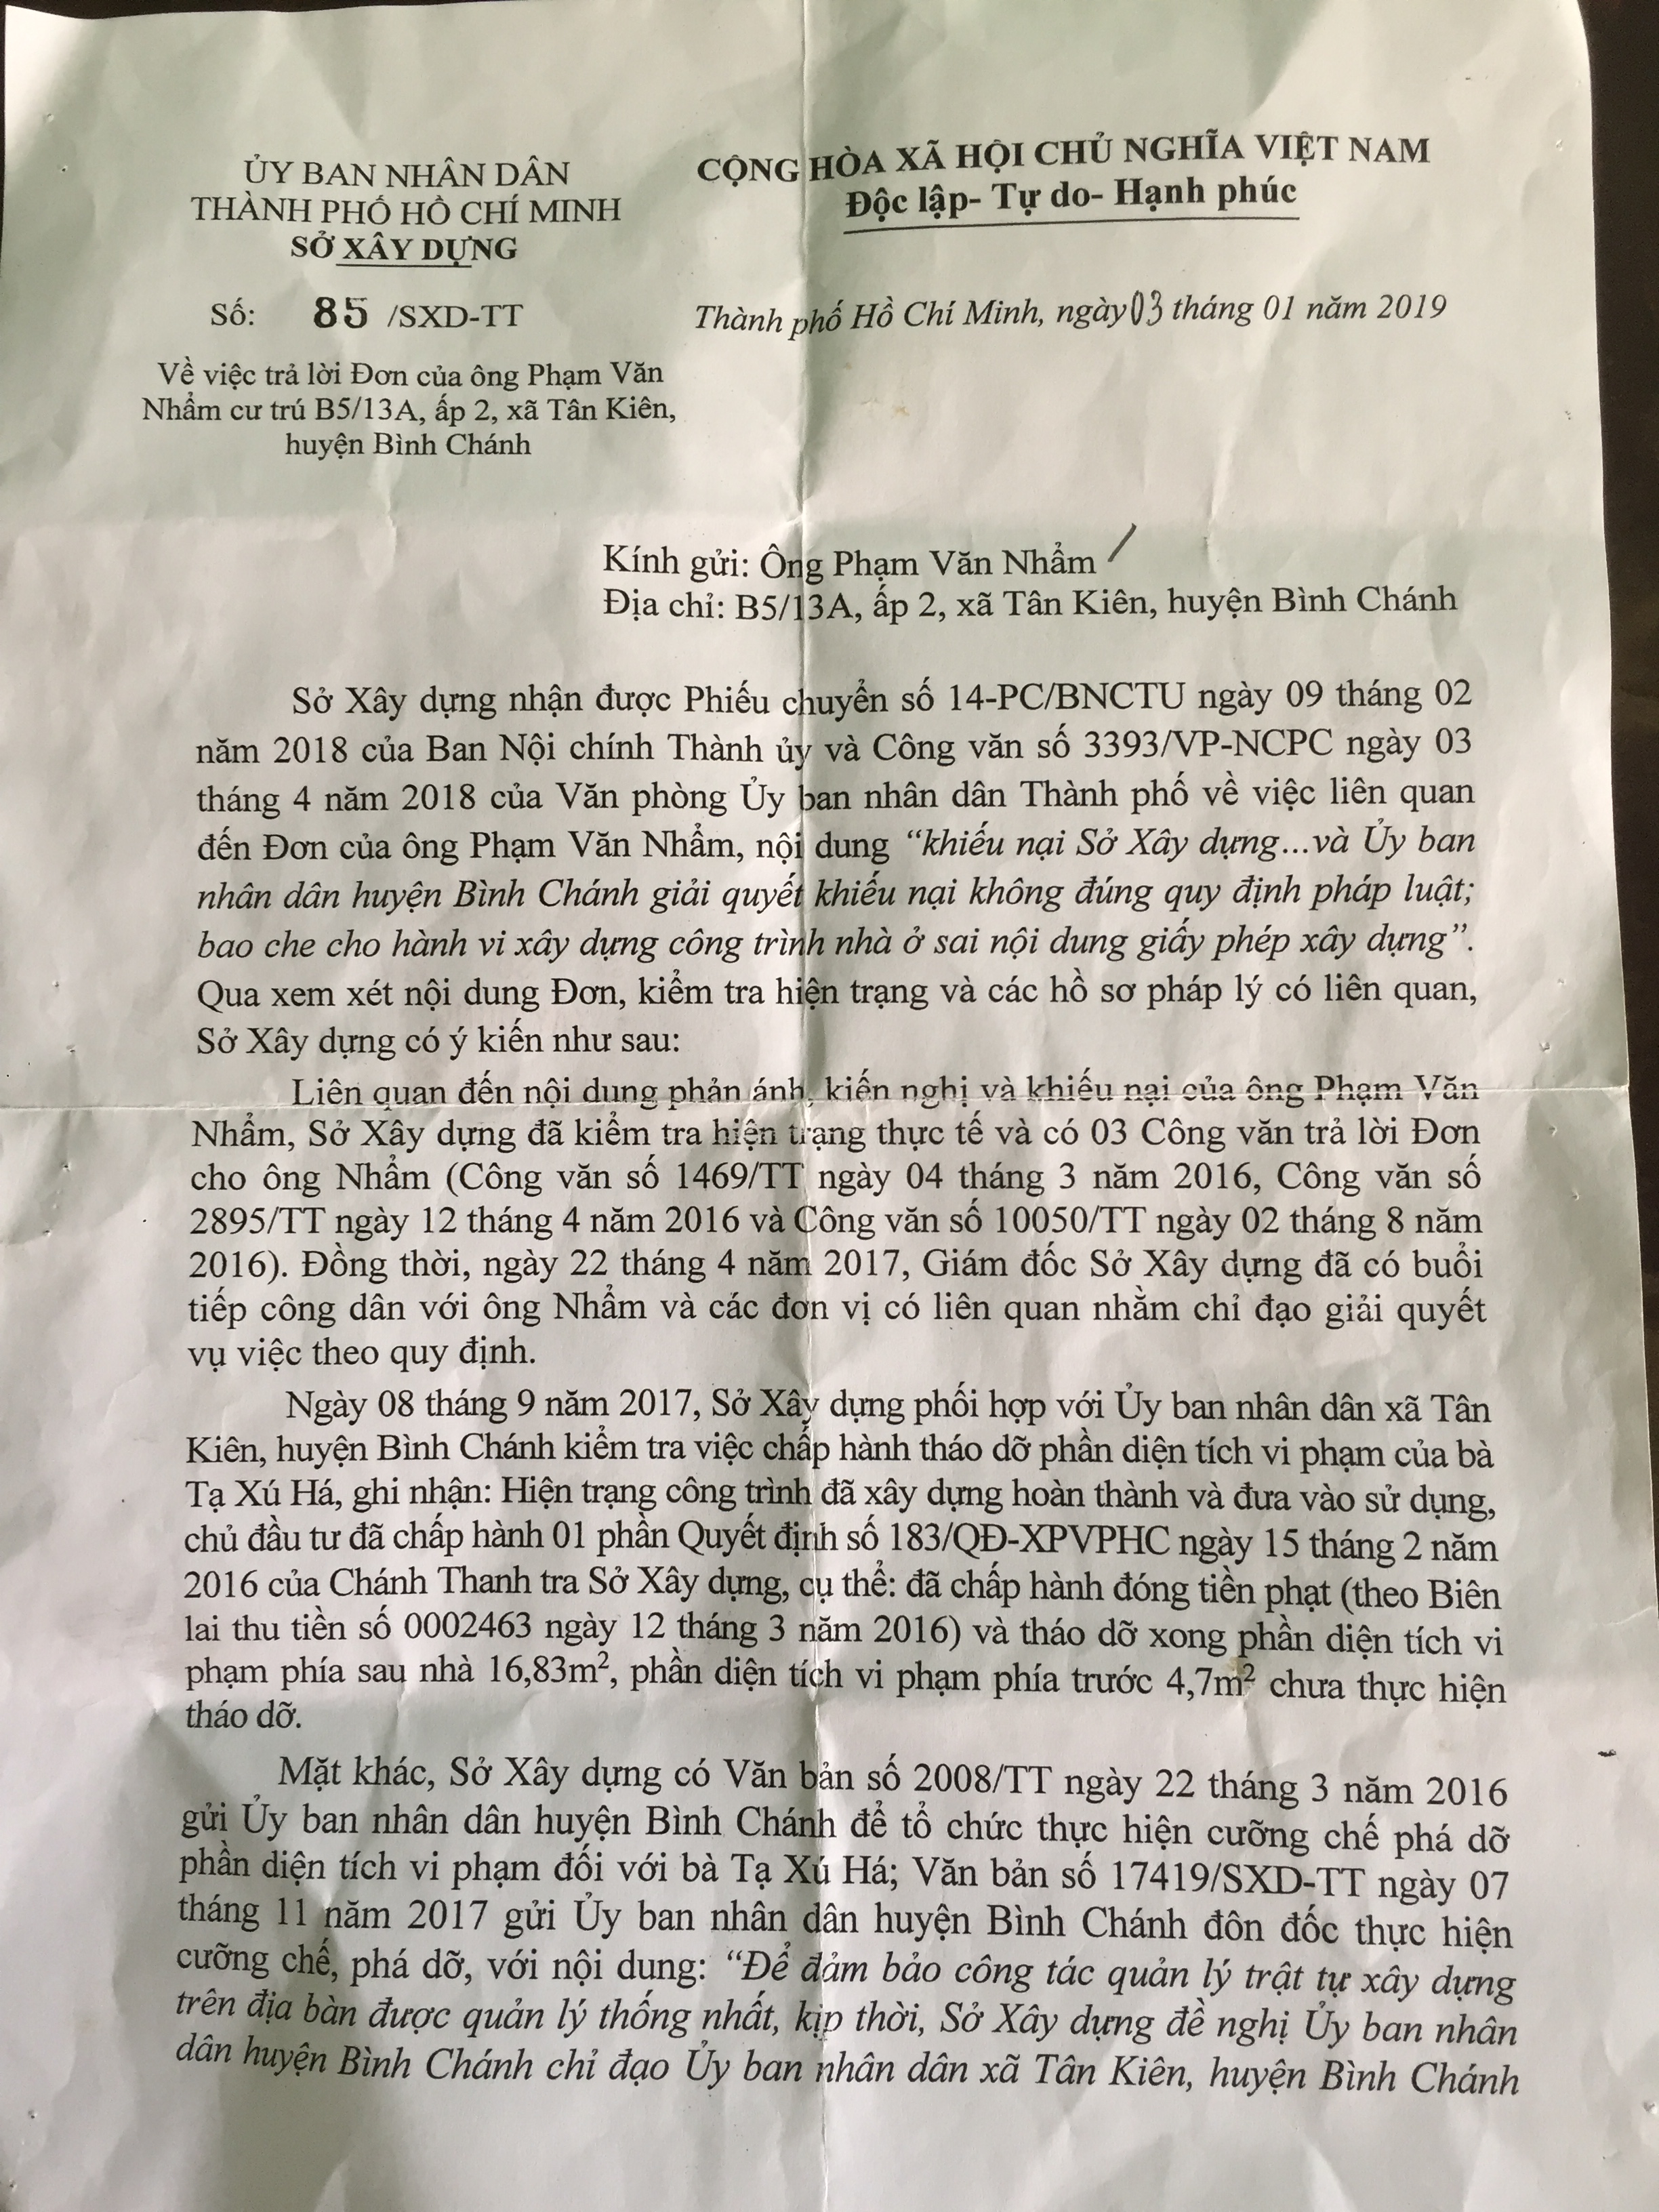 ỦY BAN NHÂN DÂN
THÀNH PHỐ HỒ CHÍ MINH
SỞ XÂY DỰNG
CỘNG HÒA XÃ HỘI CHỦ NGHĨA VIỆT NAM
Độc lập- Tự do- Hạnh phúc
Số: 85 /SXD-TT
Thành phố Hồ Chí Minh, ngày 03 tháng 01 năm 2019
Về việc trả lời Đơn của ông Phạm Văn
Nhẩm cư trú B5/13A, ấp 2, xã Tân Kiên,
huyện Bình Chánh
Kính gửi: Ông Phạm Văn Nhẩm
Địa chỉ: B5/13A, ấp 2, xã Tân Kiên, huyện Bình Chánh
Sở Xây dựng nhận được Phiếu chuyển số 14-PC/BNCTU ngày 09 tháng 02
năm 2018 của Ban Nội chính Thành ủy và Công văn số 3393/VP-NCPC ngày 03
tháng 4 năm 2018 của Văn phòng Ủy ban nhân dân Thành phố về việc liên quan
đến Đơn của ông Phạm Văn Nhẩm, nội dung “khiếu nại Sở Xây dựng...và Ủy ban
nhân dân huyện Bình Chánh giải quyết khiếu nại không đúng quy định pháp luật;
bao che cho hành vi xây dựng công trình nhà ở sai nội dung giấy phép xây dựng”.
Qua xem xét nội dung Đơn, kiểm tra hiện trạng và các hồ sơ pháp lý có liên quan,
Sở Xây dựng có ý kiến như sau:
Liên quan đến nội dung phản ánh, kiến nghị và khiếu nại của ông Phạm Văn
Nhẩm, Sở Xây dựng đã kiểm tra hiện trạng thực tế và có 03 Công văn trả lời Đơn
cho ông Nhẩm (Công văn số 1469/TT ngày 04 tháng 3 năm 2016, Công văn số
2895/TT ngày 12 tháng 4 năm 2016 và Công văn số 10050/TT ngày 02 tháng 8 năm
2016). Đồng thời, ngày 22 tháng 4 năm 2017, Giám đốc Sở Xây dựng đã có buổi
tiếp công dân với ông Nhẩm và các đơn vị có liên quan nhằm chỉ đạo giải quyết
vụ việc theo quy định.
Ngày 08 tháng 9 năm 2017, Sở Xây dựng phối hợp với Ủy ban nhân dân xã Tân
Kiên, huyện Bình Chánh kiểm tra việc chấp hành tháo dỡ phần diện tích vi phạm của bà
Tạ Xú Há, ghi nhận: Hiện trạng công trình đã xây dựng hoàn thành và đưa vào sử dụng,
chủ đầu tư đã chấp hành 01 phần Quyết định số 183/QĐ-XPVPHC ngày 15 tháng 2 năm
2016 của Chánh Thanh tra Sở Xây dựng, cụ thể: đã chấp hành đóng tiền phạt (theo Biên
lai thu tiền số 0002463 ngày 12 tháng 3 năm 2016) và tháo dỡ xong phần diện tích vi
phạm phía sau nhà 16,83m², phần diện tích vi phạm phía trước 4,7m² chưa thực hiện
tháo dỡ.
Mặt khác, Sở Xây dựng có Văn bản số 2008/TT ngày 22 tháng 3 năm 2016
gửi Ủy ban nhân dân huyện Bình Chánh để tổ chức thực hiện cưỡng chế phá dỡ
phần diện tích vi phạm đối với bà Tạ Xú Há; Văn bản số 17419/SXD-TT ngày 07
tháng 11 năm 2017 gửi Ủy ban nhân dân huyện Bình Chánh đôn đốc thực hiện
cưỡng chế, phá dỡ, với nội dung: “Để đảm bảo công tác quản lý trật tự xây dựng
trên địa bàn được quản lý thống nhất, kịp thời, Sở Xây dựng đề nghị Ủy ban nhân
dân huyện Bình Chánh chỉ đạo Ủy ban nhân dân xã Tân Kiên, huyện Bình Chánh